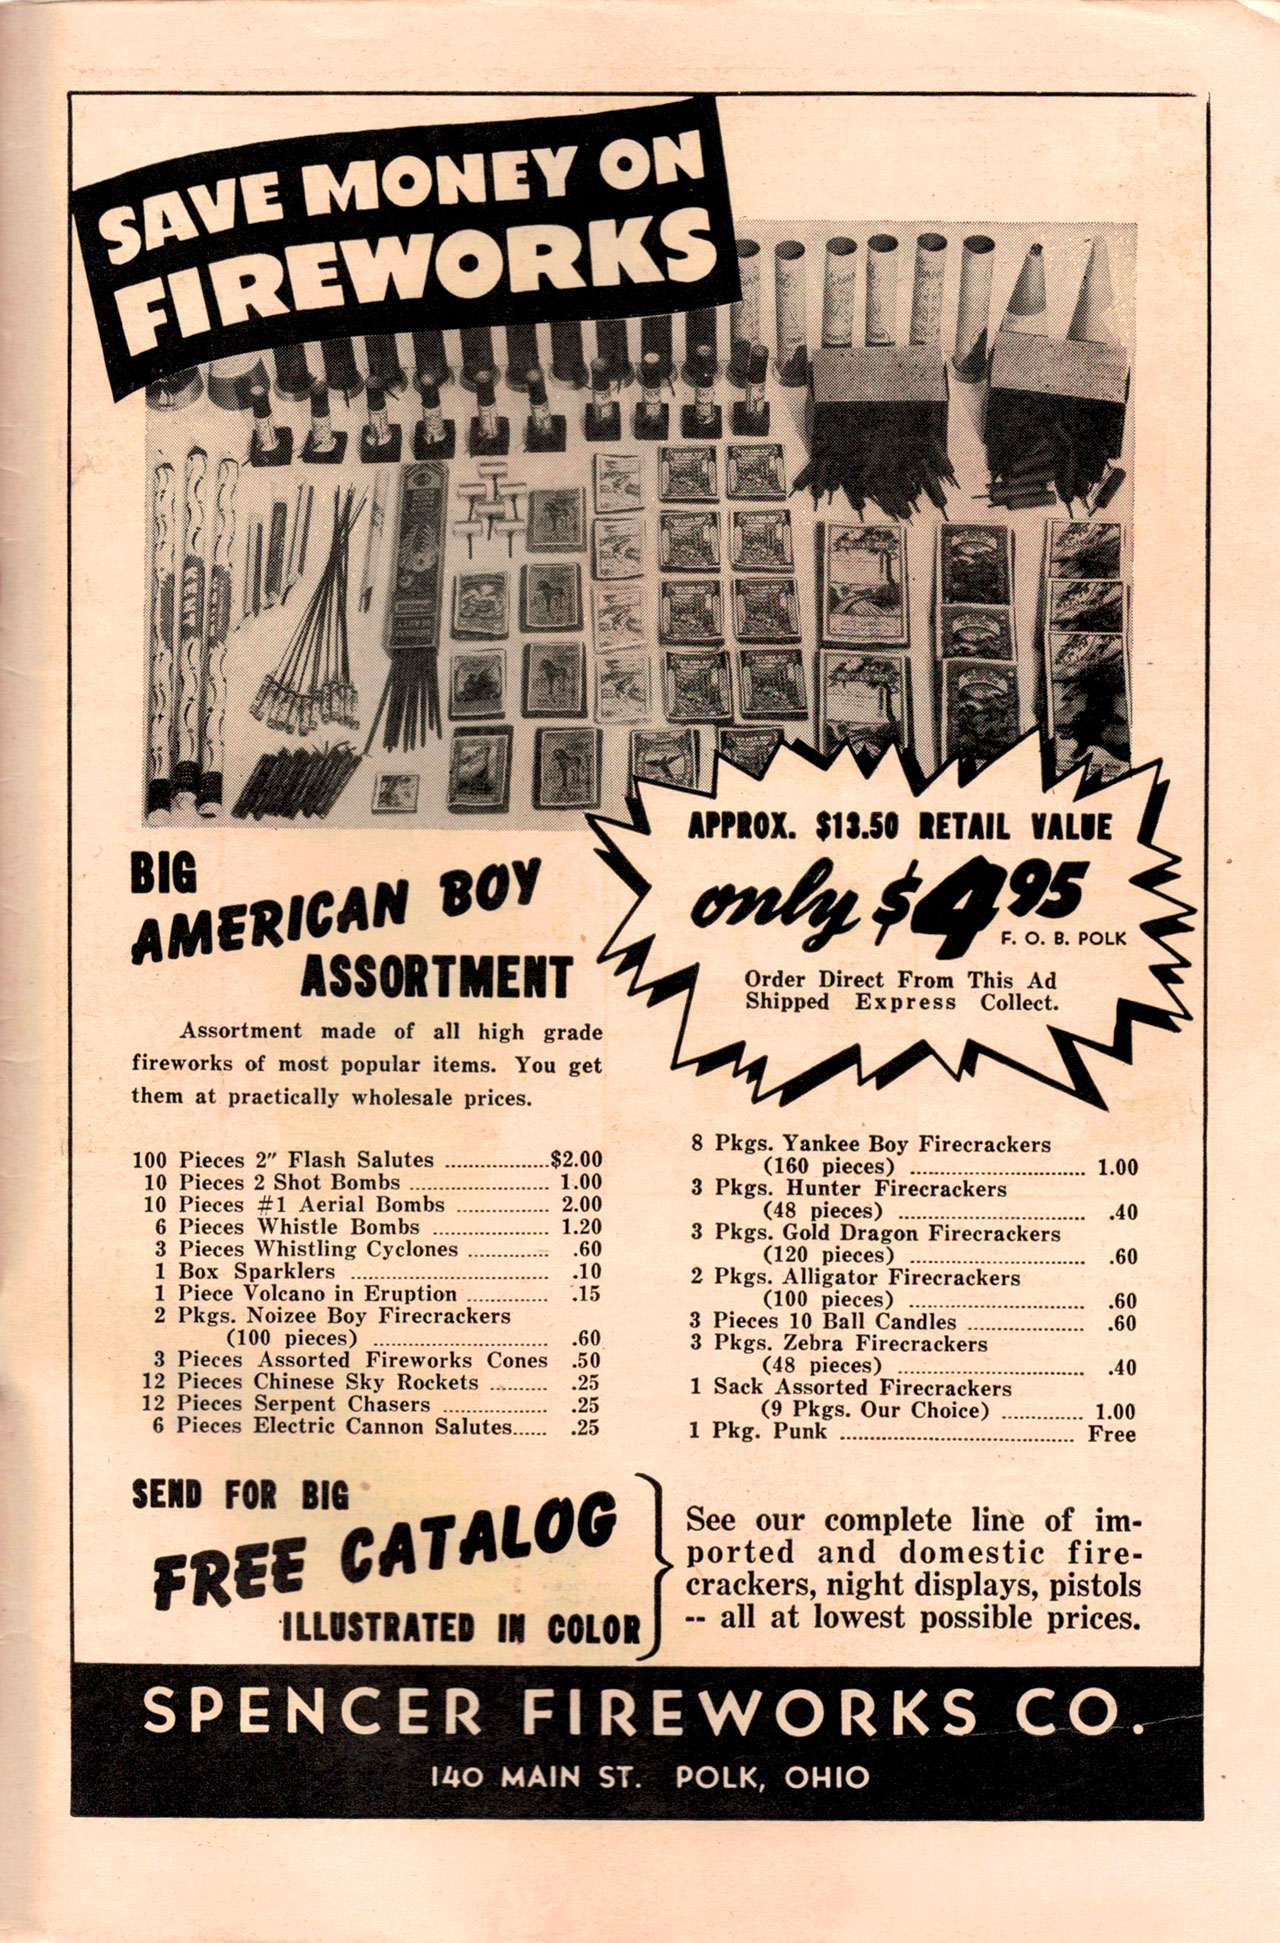 SAVE MONEY ON
FIREWORKS
APPROX. $13.50 RETAIL VALUE
only $4.95
F. O. B. POLK
Order Direct From This Ad
Shipped Express Collect.
BIG
AMERICAN BOY
ASSORTMENT
Assortment made of all high grade
fireworks of most popular items. You get
them at practically wholesale prices.
100 Pieces 2" Flash Salutes ..................$2.00
10 Pieces 2 Shot Bombs ........................ 1.00
10 Pieces #1 Aerial Bombs ................ 2.00
6 Pieces Whistle Bombs .................... 1.20
3 Pieces Whistling Cyclones .............. .60
1 Box Sparklers .................................. .10
1 Piece Volcano in Eruption .............. .15
2 Pkgs. Noizee Boy Firecrackers
(100 pieces) .............................. .60
3 Pieces Assorted Fireworks Cones .50
12 Pieces Chinese Sky Rockets .......... .25
12 Pieces Serpent Chasers .................. .25
6 Pieces Electric Cannon Salutes...... .25
8 Pkgs. Yankee Boy Firecrackers
(160 pieces) .............................. 1.00
3 Pkgs. Hunter Firecrackers
(48 pieces) ................................ .40
3 Pkgs. Gold Dragon Firecrackers
(120 pieces) .............................. .60
2 Pkgs. Alligator Firecrackers
(100 pieces) .............................. .60
3 Pieces 10 Ball Candles .................... .60
3 Pkgs. Zebra Firecrackers
(48 pieces) ................................ .40
1 Sack Assorted Firecrackers
(9 Pkgs. Our Choice) .............. 1.00
1 Pkg. Punk ........................................ Free
SEND FOR BIG
FREE CATALOG
ILLUSTRATED IN COLOR
See our complete line of im-
ported and domestic fire-
crackers, night displays, pistols
-- all at lowest possible prices.
SPENCER FIREWORKS CO.
140 MAIN ST. POLK, OHIO